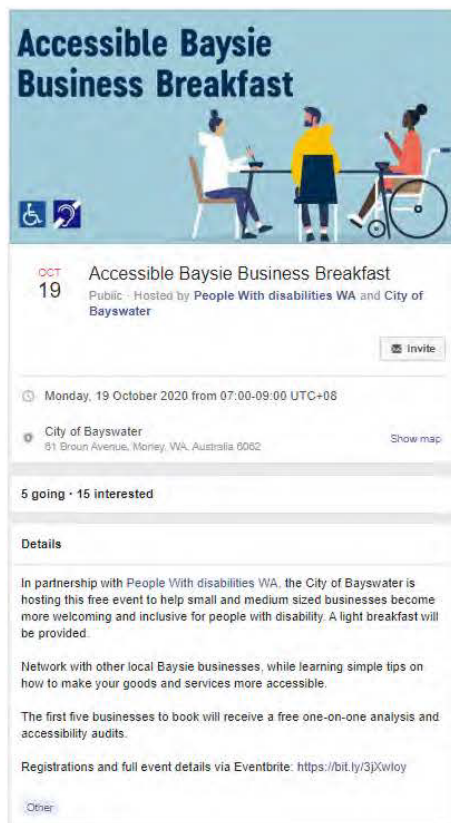 Accessible Baysie
Business Breakfast
OCT
19
Accessible Baysie Business Breakfast
Public · Hosted by People With disabilities WA and City of
Bayswater
Invite
Monday, 19 October 2020 from 07:00-09:00 UTC+08
City of Bayswater
61 Broun Avenue, Morley, WA, Australia 6062
Show map
5 going · 15 interested
Details
In partnership with People With disabilities WA, the City of Bayswater is
hosting this free event to help small and medium sized businesses become
more welcoming and inclusive for people with disability. A light breakfast will
be provided.
Network with other local Baysie businesses, while learning simple tips on
how to make your goods and services more accessible.
The first five businesses to book will receive a free one-on-one analysis and
accessibility audits.
Registrations and full event details via Eventbrite: https://bit.ly/3jXwloy
Other